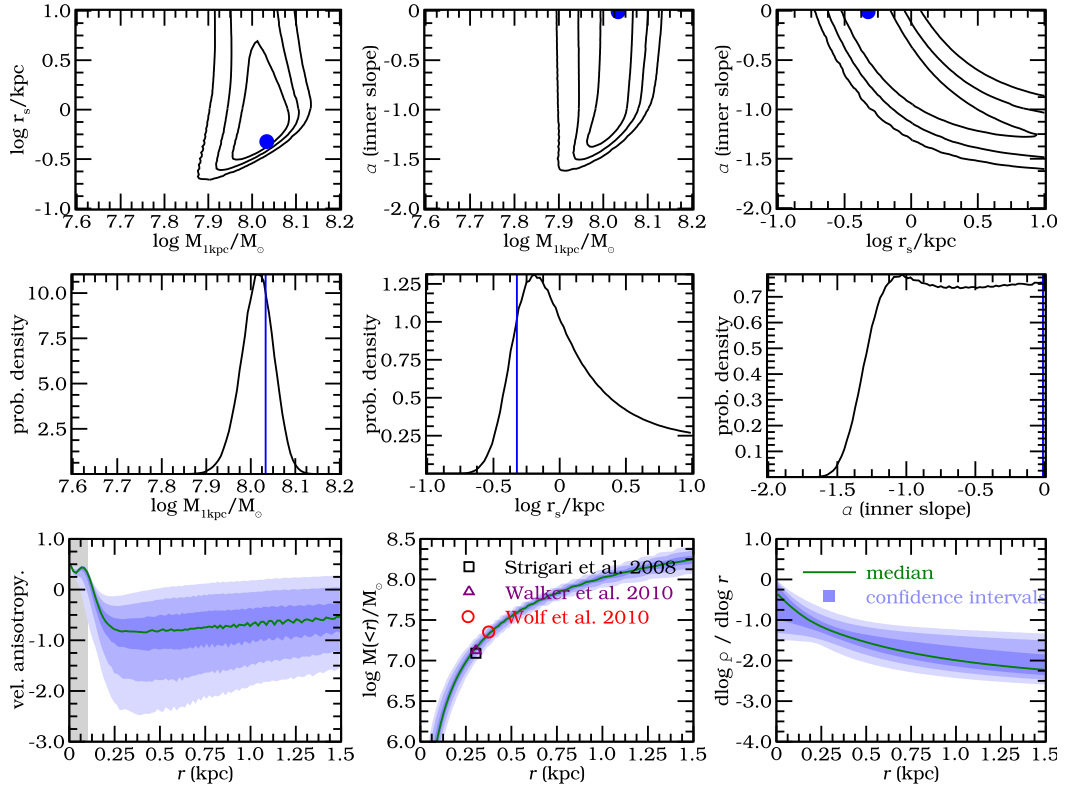 1.0
0.5
0
-0.5
-1.0
log r_s/kpc
7.6 7.7 7.8 7.9 8.0 8.1 8.2
log M_1kpc/M_☉
0
-0.5
-1.0
-1.5
-2.0
α (inner slope)
7.6 7.7 7.8 7.9 8.0 8.1 8.2
log M_1kpc/M_☉
0
-0.5
-1.0
-1.5
-2.0
α (inner slope)
-1.0 -0.5 0 0.5 1.0
log r_s/kpc
10.0
7.5
5.0
2.5
prob. density
7.6 7.7 7.8 7.9 8.0 8.1 8.2
log M_1kpc/M_☉
1.25
1.0
0.75
0.5
0.25
prob. density
-1.0 -0.5 0 0.5 1.0
log r_s/kpc
0.7
0.6
0.5
0.4
0.3
0.2
0.1
prob. density
-2.0 -1.5 -1.0 -0.5 0
α (inner slope)
1.0
0
-1.0
-2.0
-3.0
vel. anisotropy.
0 0.25 0.5 0.75 1.0 1.25 1.5
r (kpc)
8.5
8.0
7.5
7.0
6.5
6.0
log M(<r)/M_☉
Strigari et al. 2008
Walker et al. 2010
Wolf et al. 2010
0 0.25 0.5 0.75 1.0 1.25 1.5
r (kpc)
1.0
0
-1.0
-2.0
-3.0
-4.0
dlog ρ / dlog r
median
confidence intervals
0 0.25 0.5 0.75 1.0 1.25 1.5
r (kpc)